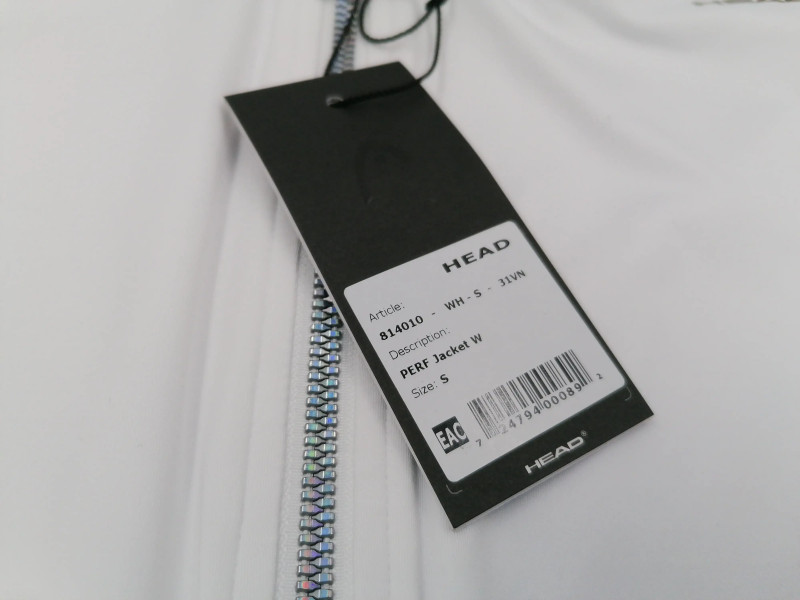 HEAD
Article:
814010 - WH - S - 31VN
Description:
PERF Jacket W
Size: S
EAC
7 24794 00089 2
HEAD®